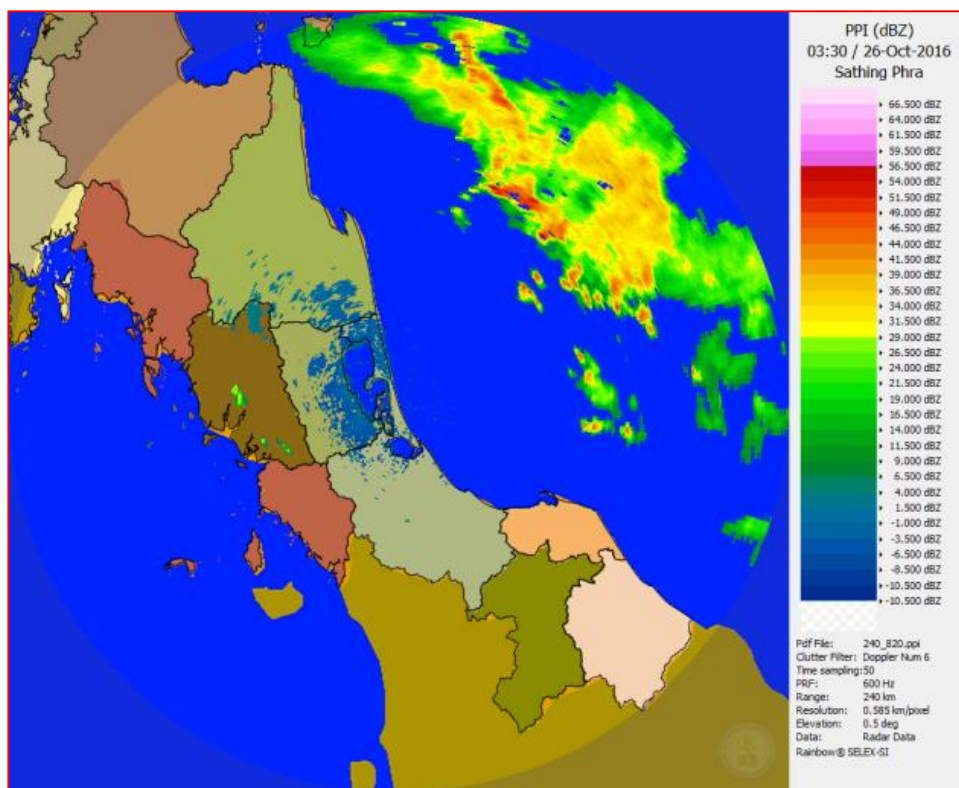 PPI (dBZ)
03:30 / 26-Oct-2016
Sathing Phra
66.500 dBZ
64.000 dBZ
61.500 dBZ
59.500 dBZ
56.500 dBZ
54.000 dBZ
51.500 dBZ
49.000 dBZ
46.500 dBZ
44.000 dBZ
41.500 dBZ
39.000 dBZ
36.500 dBZ
34.000 dBZ
31.500 dBZ
29.000 dBZ
26.500 dBZ
24.000 dBZ
21.500 dBZ
19.000 dBZ
16.500 dBZ
14.000 dBZ
11.500 dBZ
9.000 dBZ
6.500 dBZ
4.000 dBZ
1.500 dBZ
-1.000 dBZ
-3.500 dBZ
-6.500 dBZ
-8.500 dBZ
-10.500 dBZ
-10.500 dBZ
Pdf File: 240_820.ppi
Clutter Filter: Doppler Num 6
Time sampling:50
PRF: 600 Hz
Range: 240 km
Resolution: 0.585 km/pixel
Elevation: 0.5 deg
Data: Radar Data
Rainbow® SELEX-SI